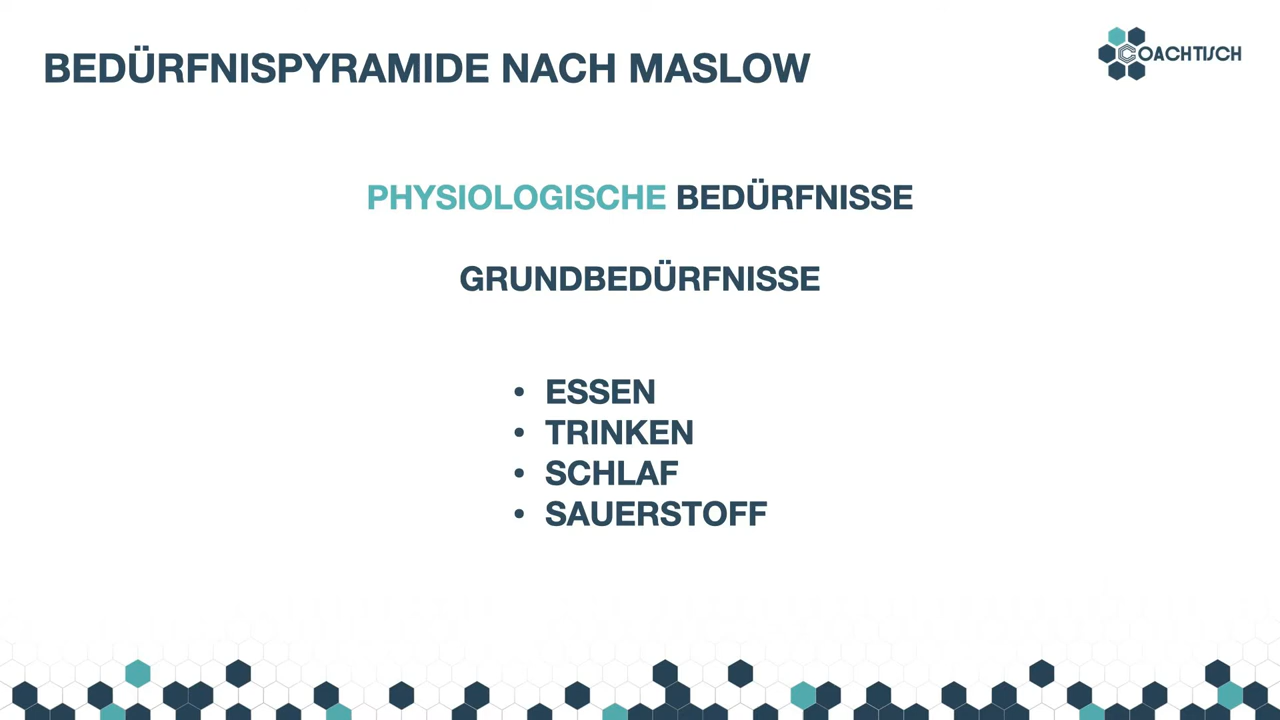 BEDÜRFNISPYRAMIDE NACH MASLOW
COACHTISCH
PHYSIOLOGISCHE BEDÜRFNISSE
GRUNDBEDÜRFNISSE
• ESSEN
• TRINKEN
• SCHLAF
• SAUERSTOFF